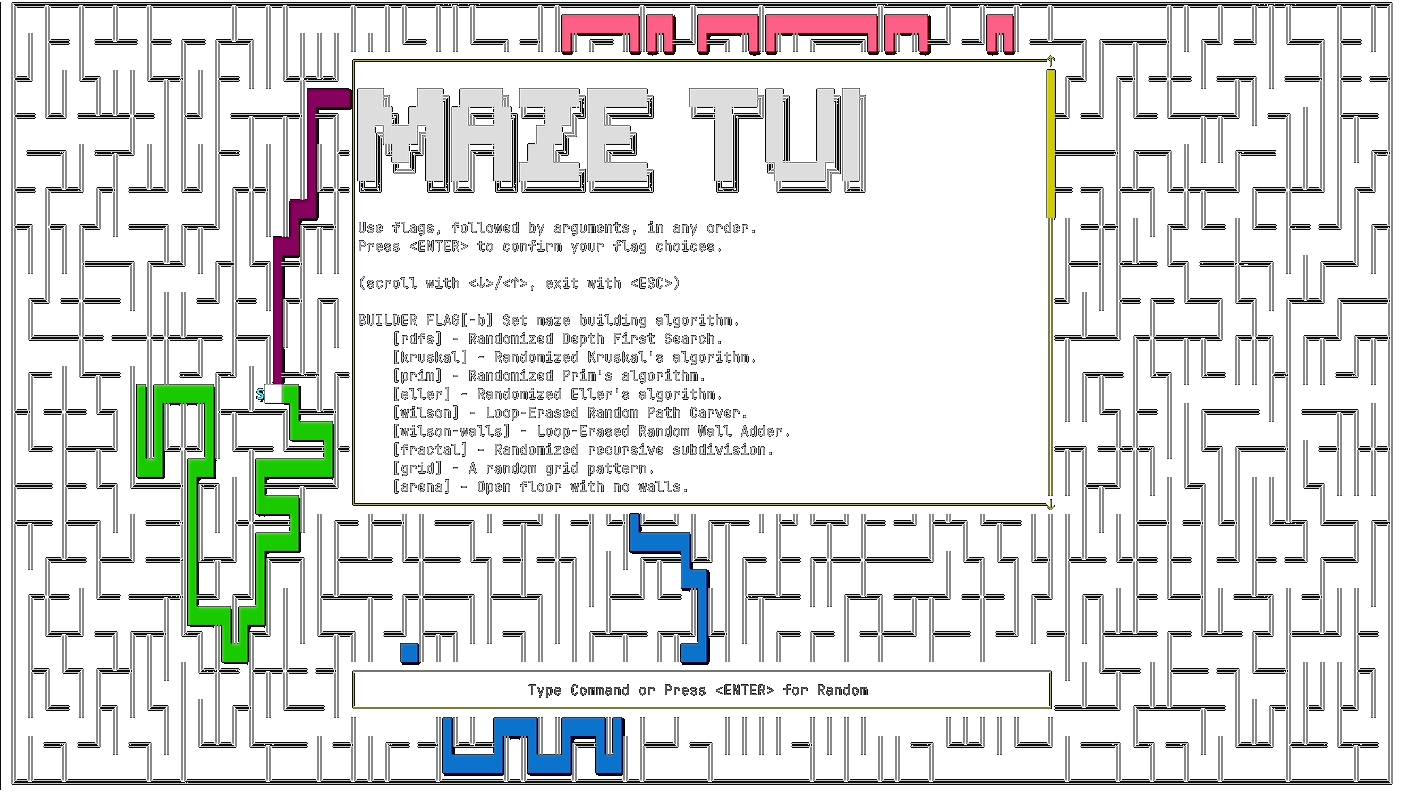 MAZE TUI
Use flags, followed by arguments, in any order.
Press <ENTER> to confirm your flag choices.
(scroll with <↓>/<↑>, exit with <ESC>)
BUILDER FLAG[-b] Set maze building algorithm.
[rdfs] - Randomized Depth First Search.
[kruskal] - Randomized Kruskal's algorithm.
[prim] - Randomized Prim's algorithm.
[eller] - Randomized Eller's algorithm.
S
[wilson] - Loop-Erased Random Path Carver.
[wilson-walls] - Loop-Erased Random Wall Adder.
[fractal] - Randomized recursive subdivision.
[grid] - A random grid pattern.
[arena] - Open floor with no walls.
Type Command or Press <ENTER> for Random